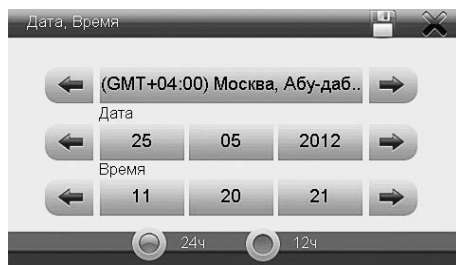 Дата, Время
(GMT+04:00) Москва, Абу-даб..
Дата
25 05 2012
Время
11 20 21
24ч 12ч